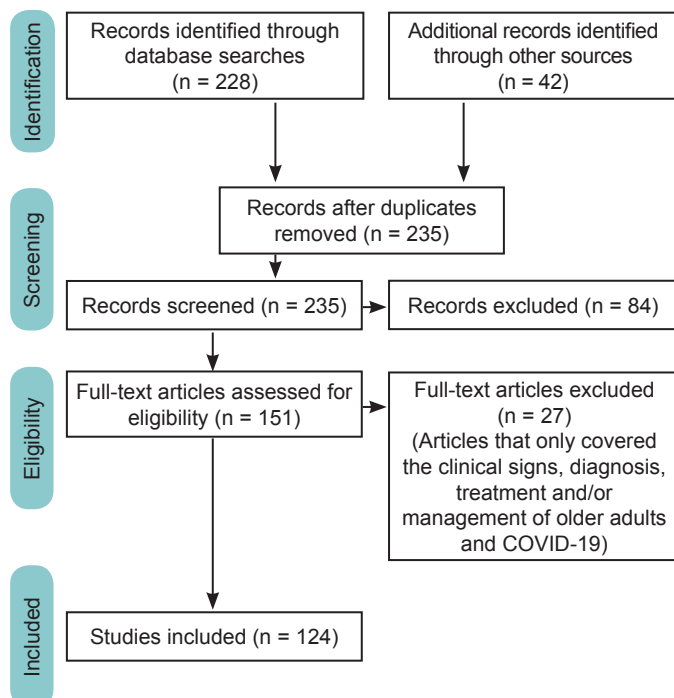 Identification
Records identified through
database searches
(n = 228)
Additional records identified
through other sources
(n = 42)
Screening
Records after duplicates
removed (n = 235)
Records screened (n = 235)
Records excluded (n = 84)
Eligibility
Full-text articles assessed for
eligibility (n = 151)
Full-text articles excluded
(n = 27)
(Articles that only covered
the clinical signs, diagnosis,
treatment and/or
management of older adults
and COVID-19)
Included
Studies included (n = 124)